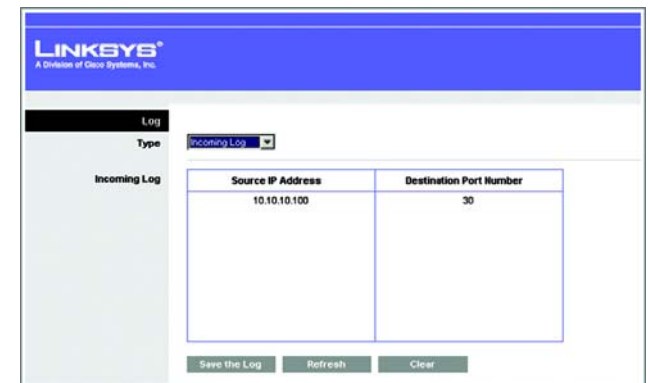 LINKSYS®
A Division of Cisco Systems, Inc.
Log
Type Incoming Log
Incoming Log Source IP Address Destination Port Number
10.10.10.100 30
Save the Log Refresh Clear